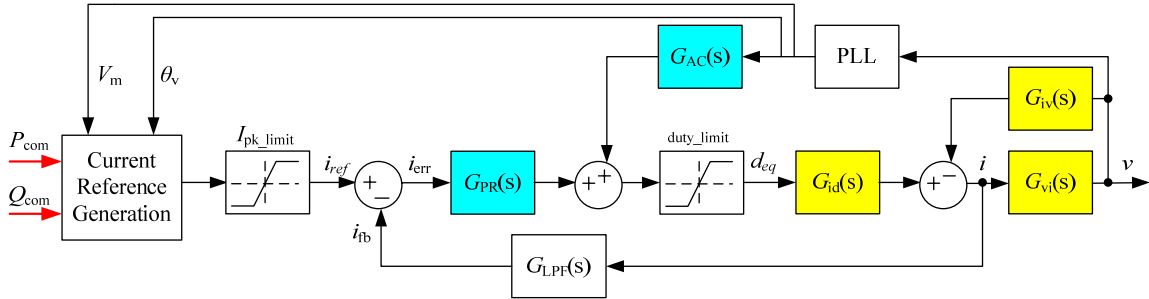 G_AC(s)
PLL
V_m
θ_v
G_iv(s)
P_com
I_pk_limit
duty_limit
Current
Reference
Generation
i_ref
+
−
i_err
G_PR(s)
+
+
d_eq
G_id(s)
+
−
i
G_vi(s)
v
Q_com
i_fb
G_LPF(s)